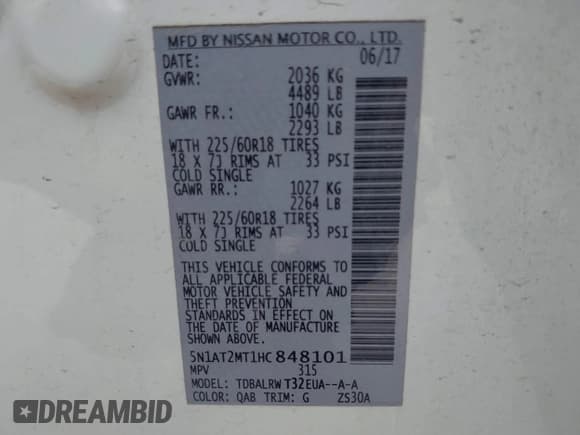 MFD BY NISSAN MOTOR CO., LTD.
DATE: 06/17
GVWR: 2036 KG
4489 LB
GAWR FR.: 1040 KG
2293 LB
WITH 225/60R18 TIRES
18 X 7J RIMS AT 33 PSI
COLD SINGLE
GAWR RR.: 1027 KG
2264 LB
WITH 225/60R18 TIRES
18 X 7J RIMS AT 33 PSI
COLD SINGLE
THIS VEHICLE CONFORMS TO
ALL APPLICABLE FEDERAL
MOTOR VEHICLE SAFETY AND
THEFT PREVENTION
STANDARDS IN EFFECT ON
THE DATE OF MANUFACTURE
SHOWN ABOVE.
5N1AT2MT1HC848101
MPV 315
MODEL: TDBALRWT32EUA--A-A
COLOR: QAB TRIM: G ZS30A
DREAMBID
DREAMBID